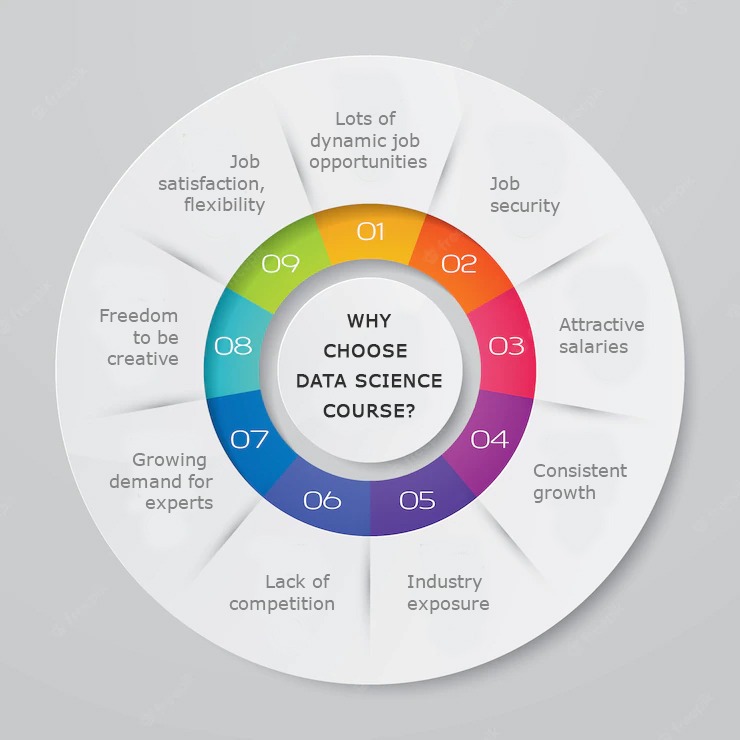 WHY
CHOOSE
DATA SCIENCE
COURSE?
01
Lots of
dynamic job
opportunities
02
Job
security
03
Attractive
salaries
04
Consistent
growth
05
Industry
exposure
06
Lack of
competition
07
Growing
demand for
experts
08
Freedom
to be
creative
09
Job
satisfaction,
flexibility